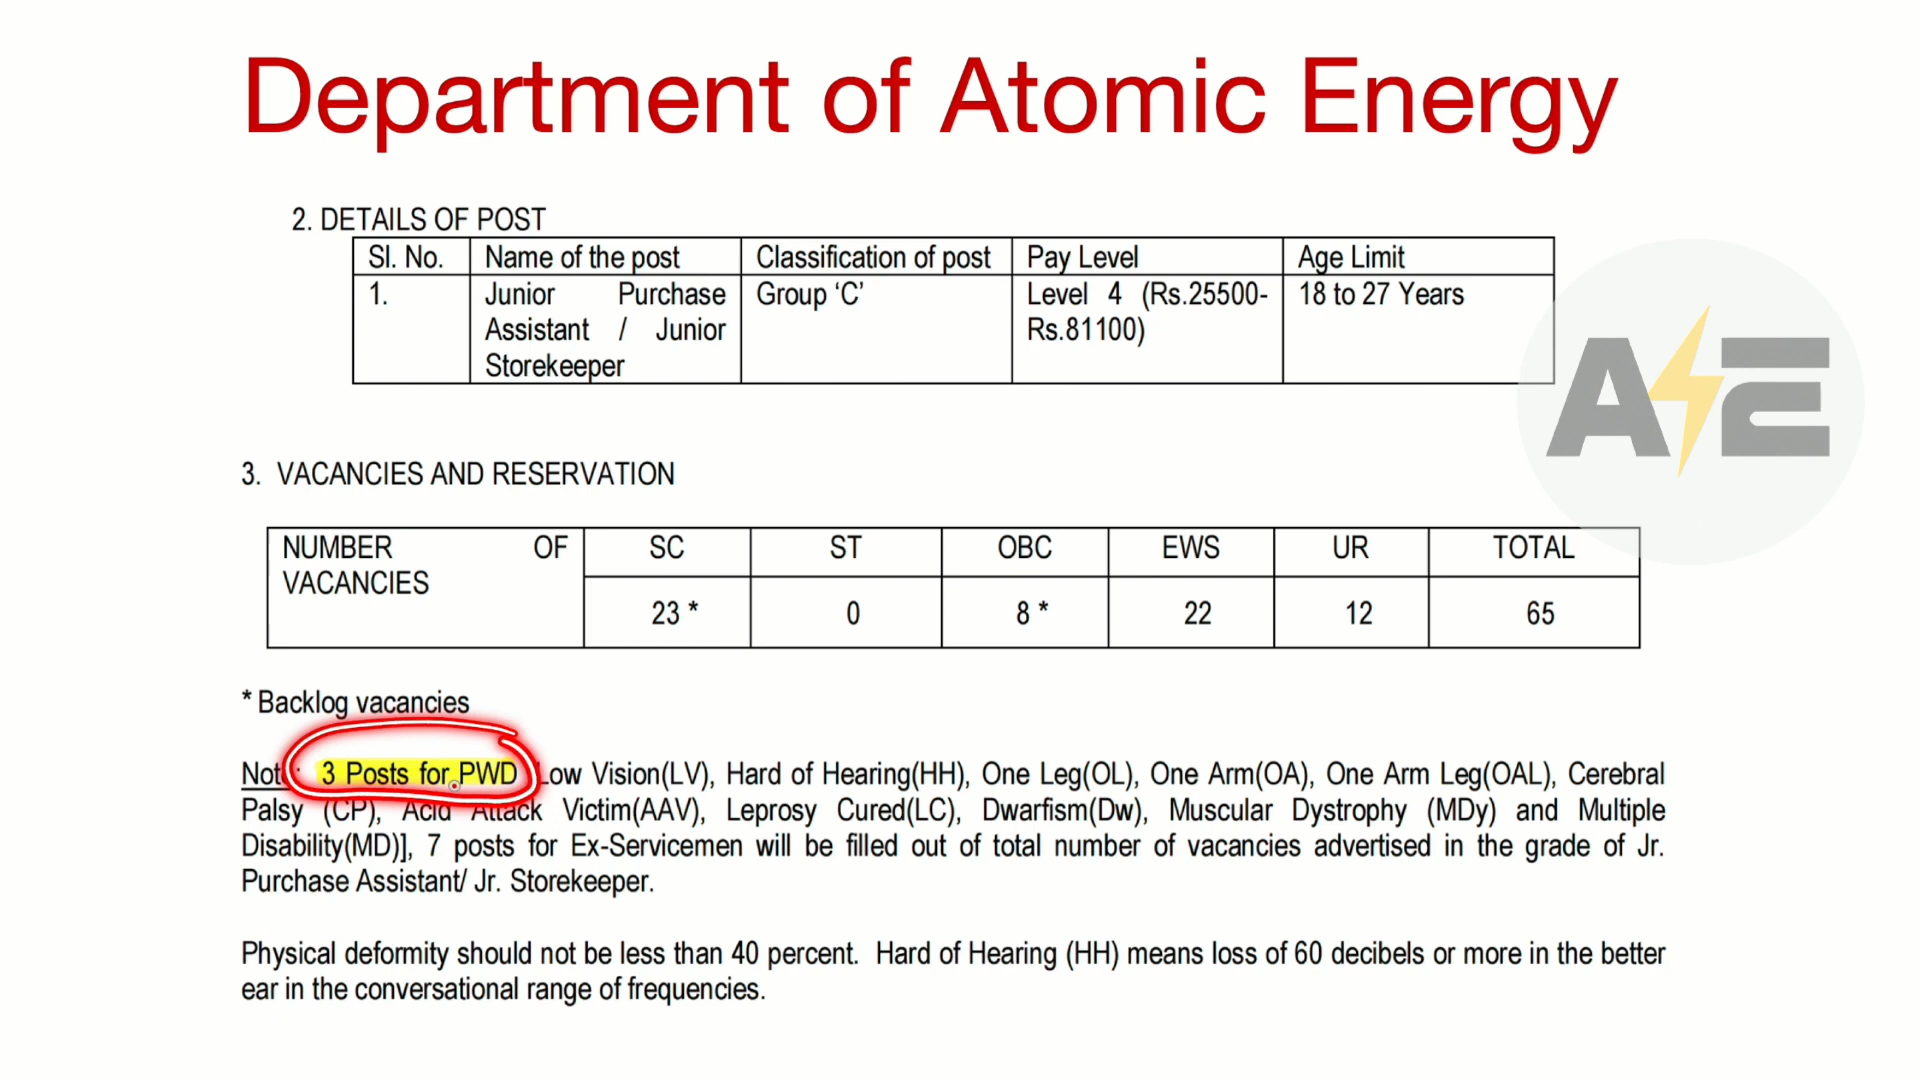 Department of Atomic Energy
2. DETAILS OF POST
Sl. No. Name of the post Classification of post Pay Level Age Limit
1. Junior Purchase Assistant / Junior Storekeeper Group ‘C’ Level 4 (Rs.25500-Rs.81100) 18 to 27 Years
AE
3. VACANCIES AND RESERVATION
NUMBER OF VACANCIES SC ST OBC EWS UR TOTAL
23 * 0 8 * 22 12 65
* Backlog vacancies
Note: 3 Posts for PWD Low Vision(LV), Hard of Hearing(HH), One Leg(OL), One Arm(OA), One Arm Leg(OAL), Cerebral
Palsy (CP), Acid Attack Victim(AAV), Leprosy Cured(LC), Dwarfism(Dw), Muscular Dystrophy (MDy) and Multiple
Disability(MD)], 7 posts for Ex-Servicemen will be filled out of total number of vacancies advertised in the grade of Jr.
Purchase Assistant/ Jr. Storekeeper.
Physical deformity should not be less than 40 percent. Hard of Hearing (HH) means loss of 60 decibels or more in the better
ear in the conversational range of frequencies.